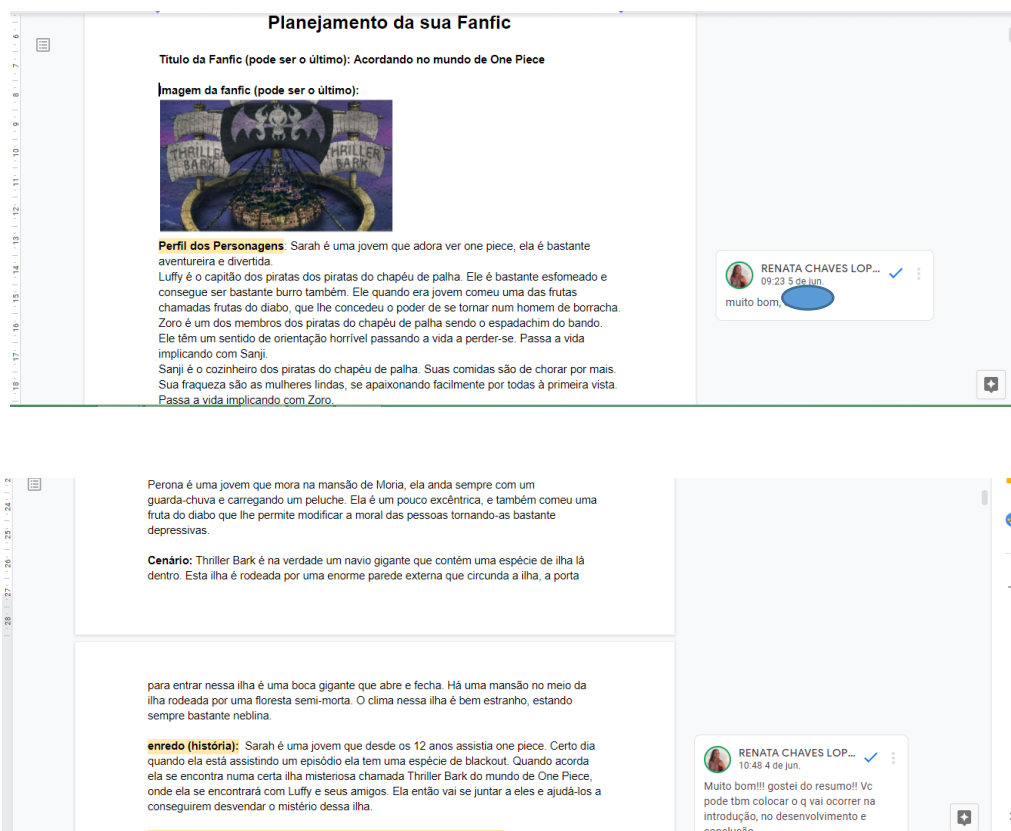 Planejamento da sua Fanfic
Titulo da Fanfic (pode ser o último): Acordando no mundo de One Piece
Imagem da fanfic (pode ser o último):
THRILLER BARK
THRILLER BARK
Perfil dos Personagens: Sarah é uma jovem que adora ver one piece, ela é bastante
aventureira e divertida.
Luffy é o capitão dos piratas dos piratas do chapéu de palha. Ele é bastante esfomeado e
consegue ser bastante burro também. Ele quando era jovem comeu uma das frutas
chamadas frutas do diabo, que lhe concedeu o poder de se tornar num homem de borracha.
Zoro é um dos membros dos piratas do chapéu de palha sendo o espadachim do bando.
Ele têm um sentido de orientação horrível passando a vida a perder-se. Passa a vida
implicando com Sanji.
Sanji é o cozinheiro dos piratas do chapéu de palha. Suas comidas são de chorar por mais.
Sua fraqueza são as mulheres lindas, se apaixonando facilmente por todas à primeira vista.
Passa a vida implicando com Zoro.
RENATA CHAVES LOP...
09:23 5 de jun.
muito bom,
Perona é uma jovem que mora na mansão de Moria, ela anda sempre com um
guarda-chuva e carregando um peluche. Ela é um pouco excêntrica, e também comeu uma
fruta do diabo que lhe permite modificar a moral das pessoas tornando-as bastante
depressivas.
Cenário: Thriller Bark é na verdade um navio gigante que contém uma espécie de ilha lá
dentro. Esta ilha é rodeada por uma enorme parede externa que circunda a ilha, a porta
para entrar nessa ilha é uma boca gigante que abre e fecha. Há uma mansão no meio da
ilha rodeada por uma floresta semi-morta. O clima nessa ilha é bem estranho, estando
sempre bastante neblina.
enredo (história): Sarah é uma jovem que desde os 12 anos assistia one piece. Certo dia
quando ela está assistindo um episódio ela tem uma espécie de blackout. Quando acorda
ela se encontra numa certa ilha misteriosa chamada Thriller Bark do mundo de One Piece,
onde ela se encontrará com Luffy e seus amigos. Ela então vai se juntar a eles e ajudá-los a
conseguirem desvendar o mistério dessa ilha.
RENATA CHAVES LOP...
10:48 4 de jun.
Muito bom!!! gostei do resumo!! Vc
pode tbm colocar o q vai ocorrer na
introdução, no desenvolvimento e
conclusão